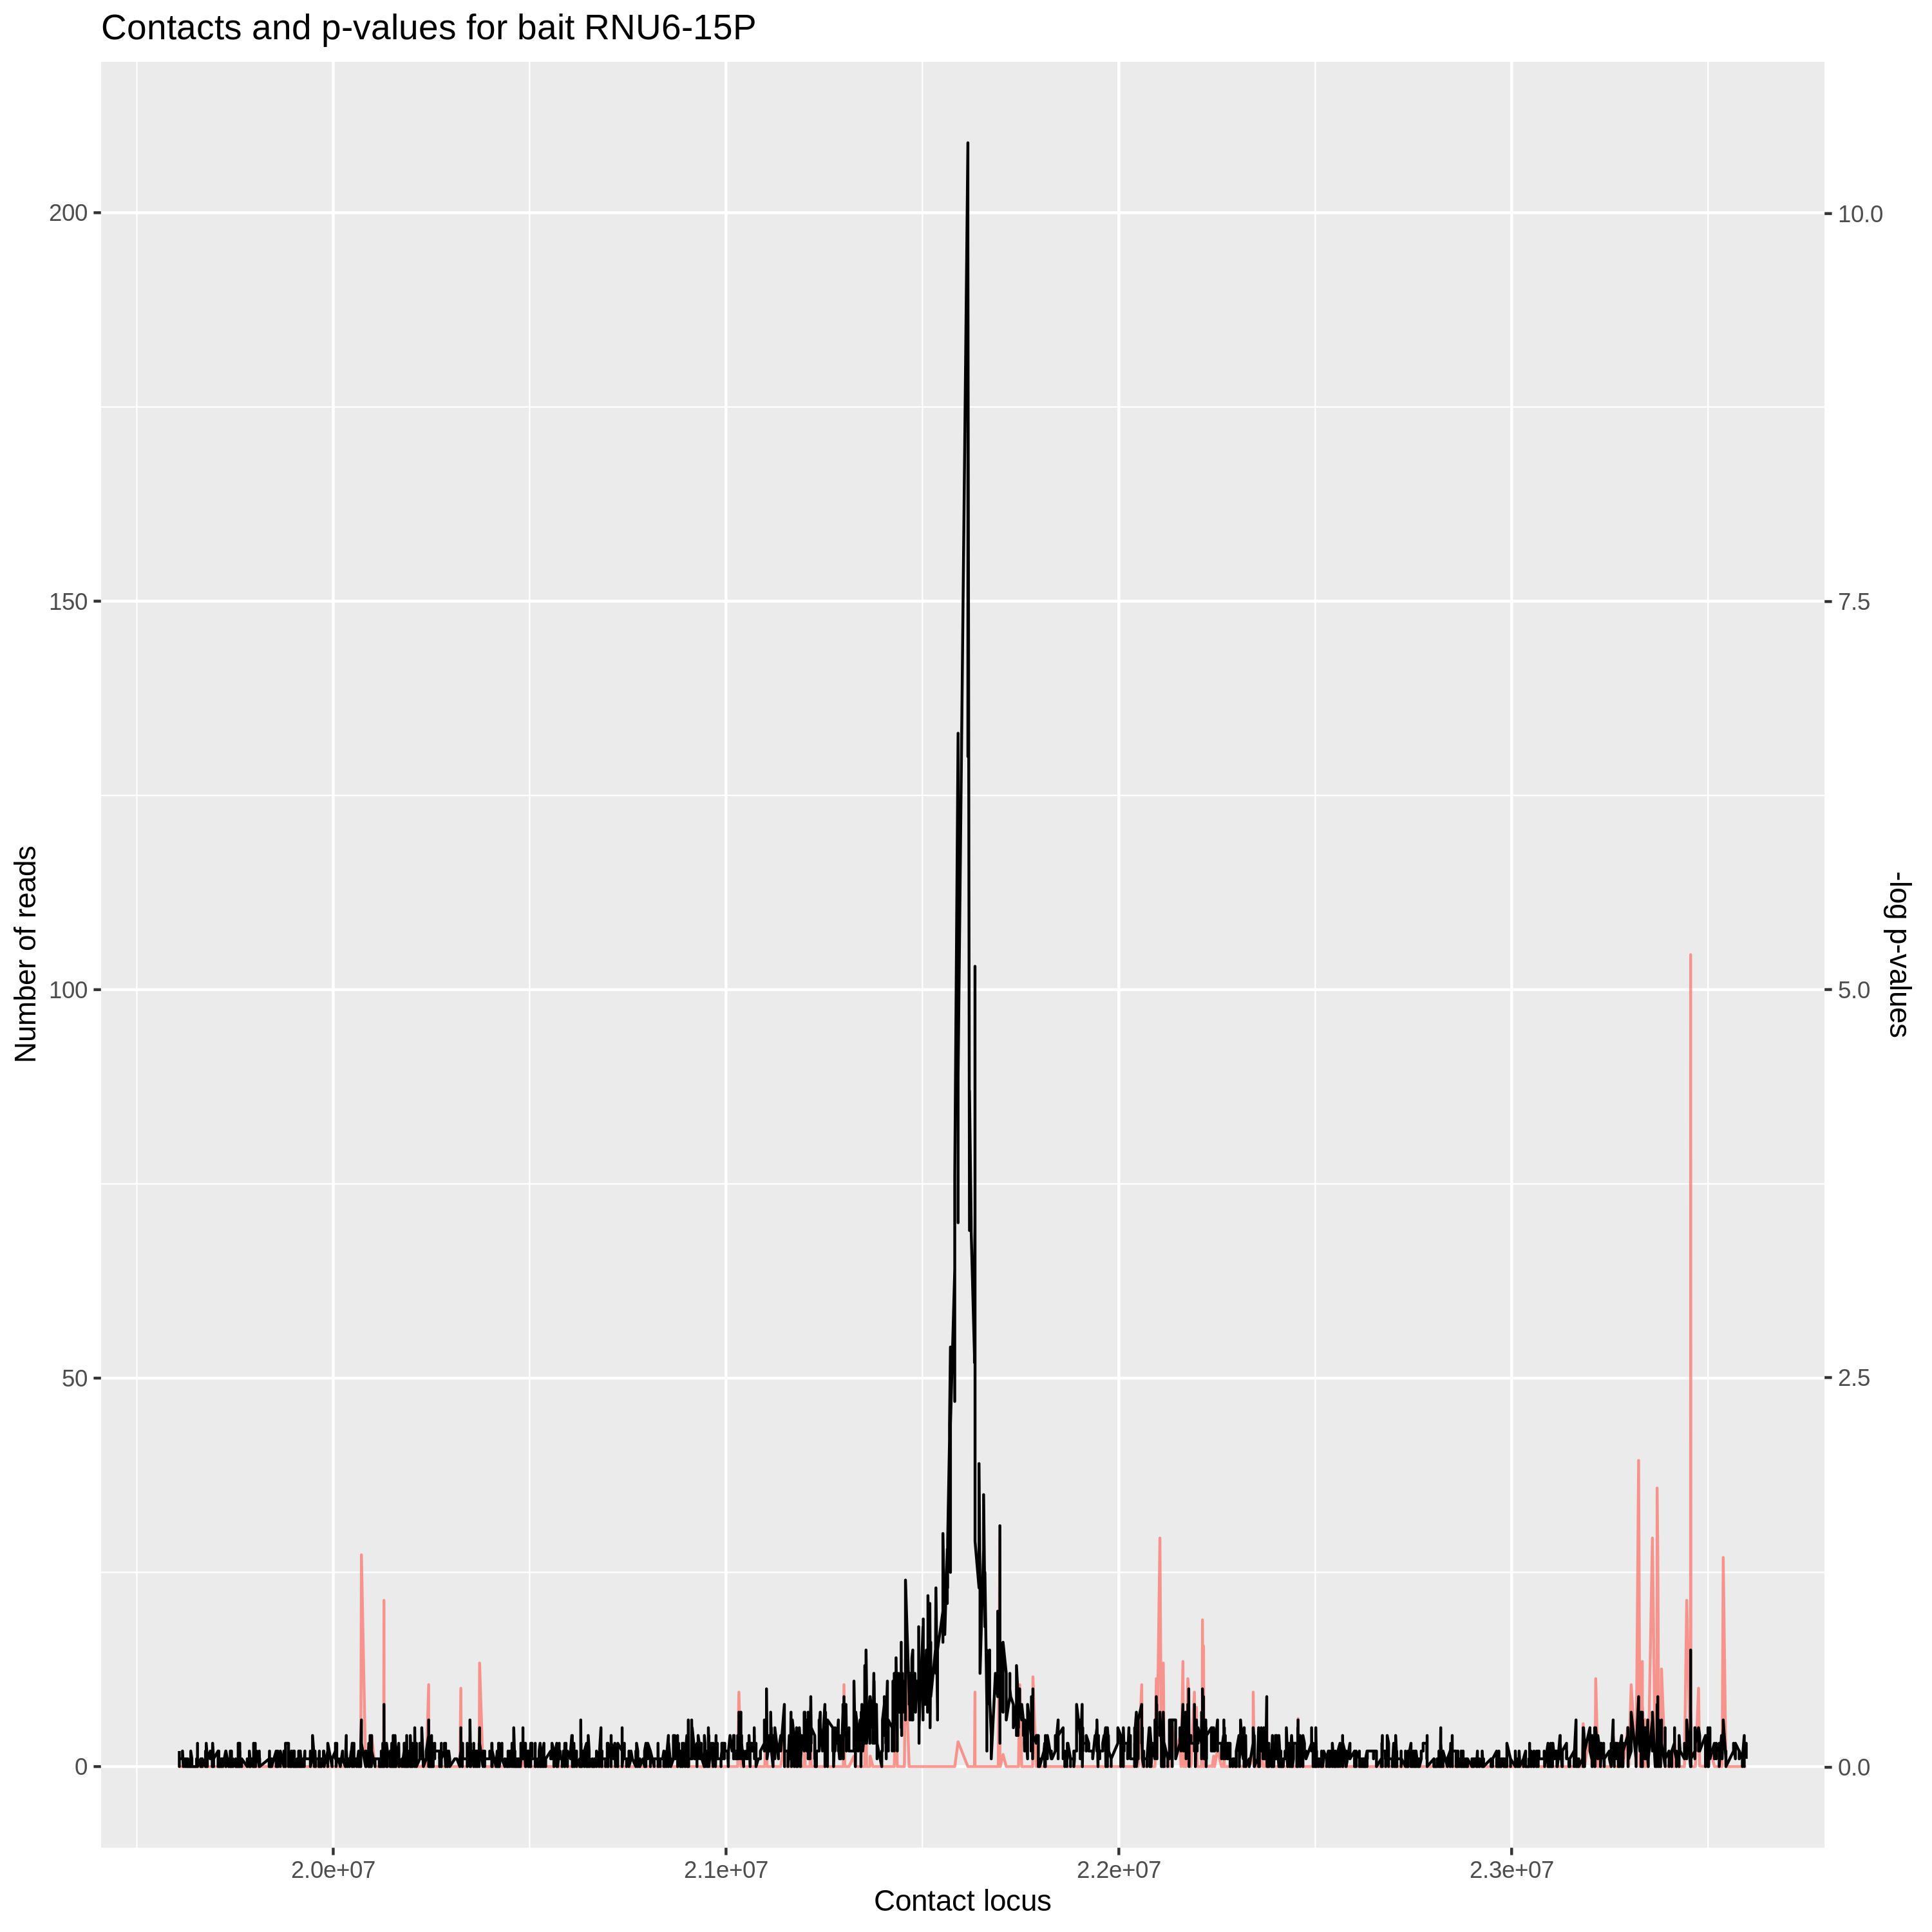 Contacts and p-values for bait RNU6-15P
200
150
100
50
0
Number of reads
10.0
7.5
5.0
2.5
0.0
-log p-values
2.0e+07 2.1e+07 2.2e+07 2.3e+07
Contact locus